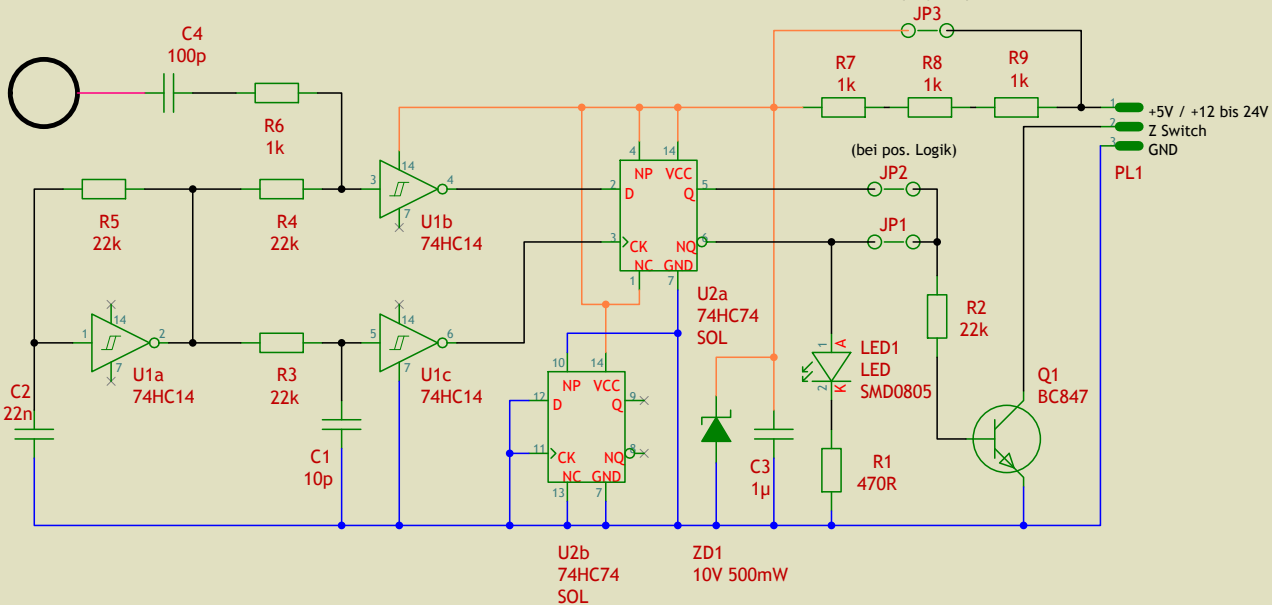 JP3
C4
100p
R7
1k
R8
1k
R9
1k
R6
1k
1
+5V / +12 bis 24V
2
Z Switch
3
GND
PL1
14
4
14
NP
VCC
(bei pos. Logik)
JP2
R5
22k
R4
22k
3
4
7
U1b
74HC14
2
D
Q
5
3
CK
NQ
6
JP1
NC
GND
1
7
U2a
74HC74
SOL
R2
22k
14
1
2
7
U1a
74HC14
R3
22k
14
5
6
7
U1c
74HC14
C2
22n
C1
10p
10
14
NP
VCC
12
D
Q
9
11
CK
NQ
8
NC
GND
13
7
U2b
74HC74
SOL
1
A
2
K
LED1
LED
SMD0805
Q1
BC847
C3
1µ
R1
470R
ZD1
10V 500mW